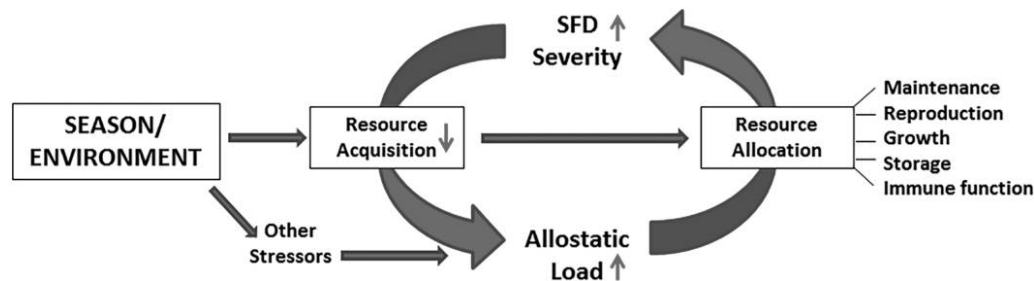 SFD
Severity
SEASON/
ENVIRONMENT
Resource
Acquisition
Resource
Allocation
Maintenance
Reproduction
Growth
Storage
Immune function
Other
Stressors
Allostatic
Load